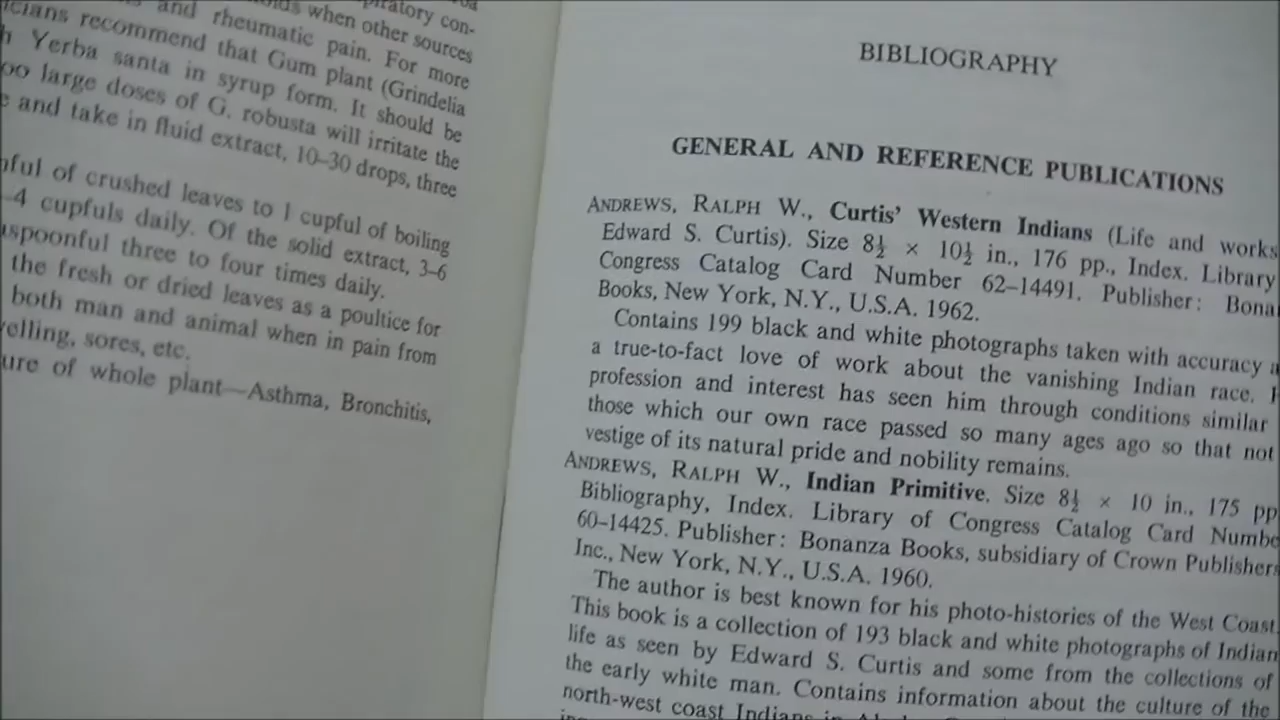 piratory con-
when other sources
and rheumatic pain. For more
recommend that Gum plant (Grindelia
Yerba santa in syrup form. It should be
large doses of G. robusta will irritate the
and take in fluid extract, 10–30 drops, three
of crushed leaves to 1 cupful of boiling
–4 cupfuls daily. Of the solid extract, 3–6
three to four times daily.
the fresh or dried leaves as a poultice for
both man and animal when in pain from
sores, etc.
of whole plant—Asthma, Bronchitis,
BIBLIOGRAPHY
GENERAL AND REFERENCE PUBLICATIONS
ANDREWS, RALPH W., Curtis' Western Indians (Life and works
Edward S. Curtis). Size 8½ × 10½ in., 176 pp., Index. Library
Congress Catalog Card Number 62–14491. Publisher: Bona
Books, New York, N.Y., U.S.A. 1962.
Contains 199 black and white photographs taken with accuracy
a true-to-fact love of work about the vanishing Indian race.
profession and interest has seen him through conditions similar
those which our own race passed so many ages ago so that not
vestige of its natural pride and nobility remains.
ANDREWS, RALPH W., Indian Primitive. Size 8½ × 10 in., 175 pp
Bibliography, Index. Library of Congress Catalog Card Numbe
60–14425. Publisher: Bonanza Books, subsidiary of Crown Publishers
Inc., New York, N.Y., U.S.A. 1960.
The author is best known for his photo-histories of the West Coast.
This book is a collection of 193 black and white photographs of Indian
life as seen by Edward S. Curtis and some from the collections of
the early white man. Contains information about the culture of the
north-west coast Indians in